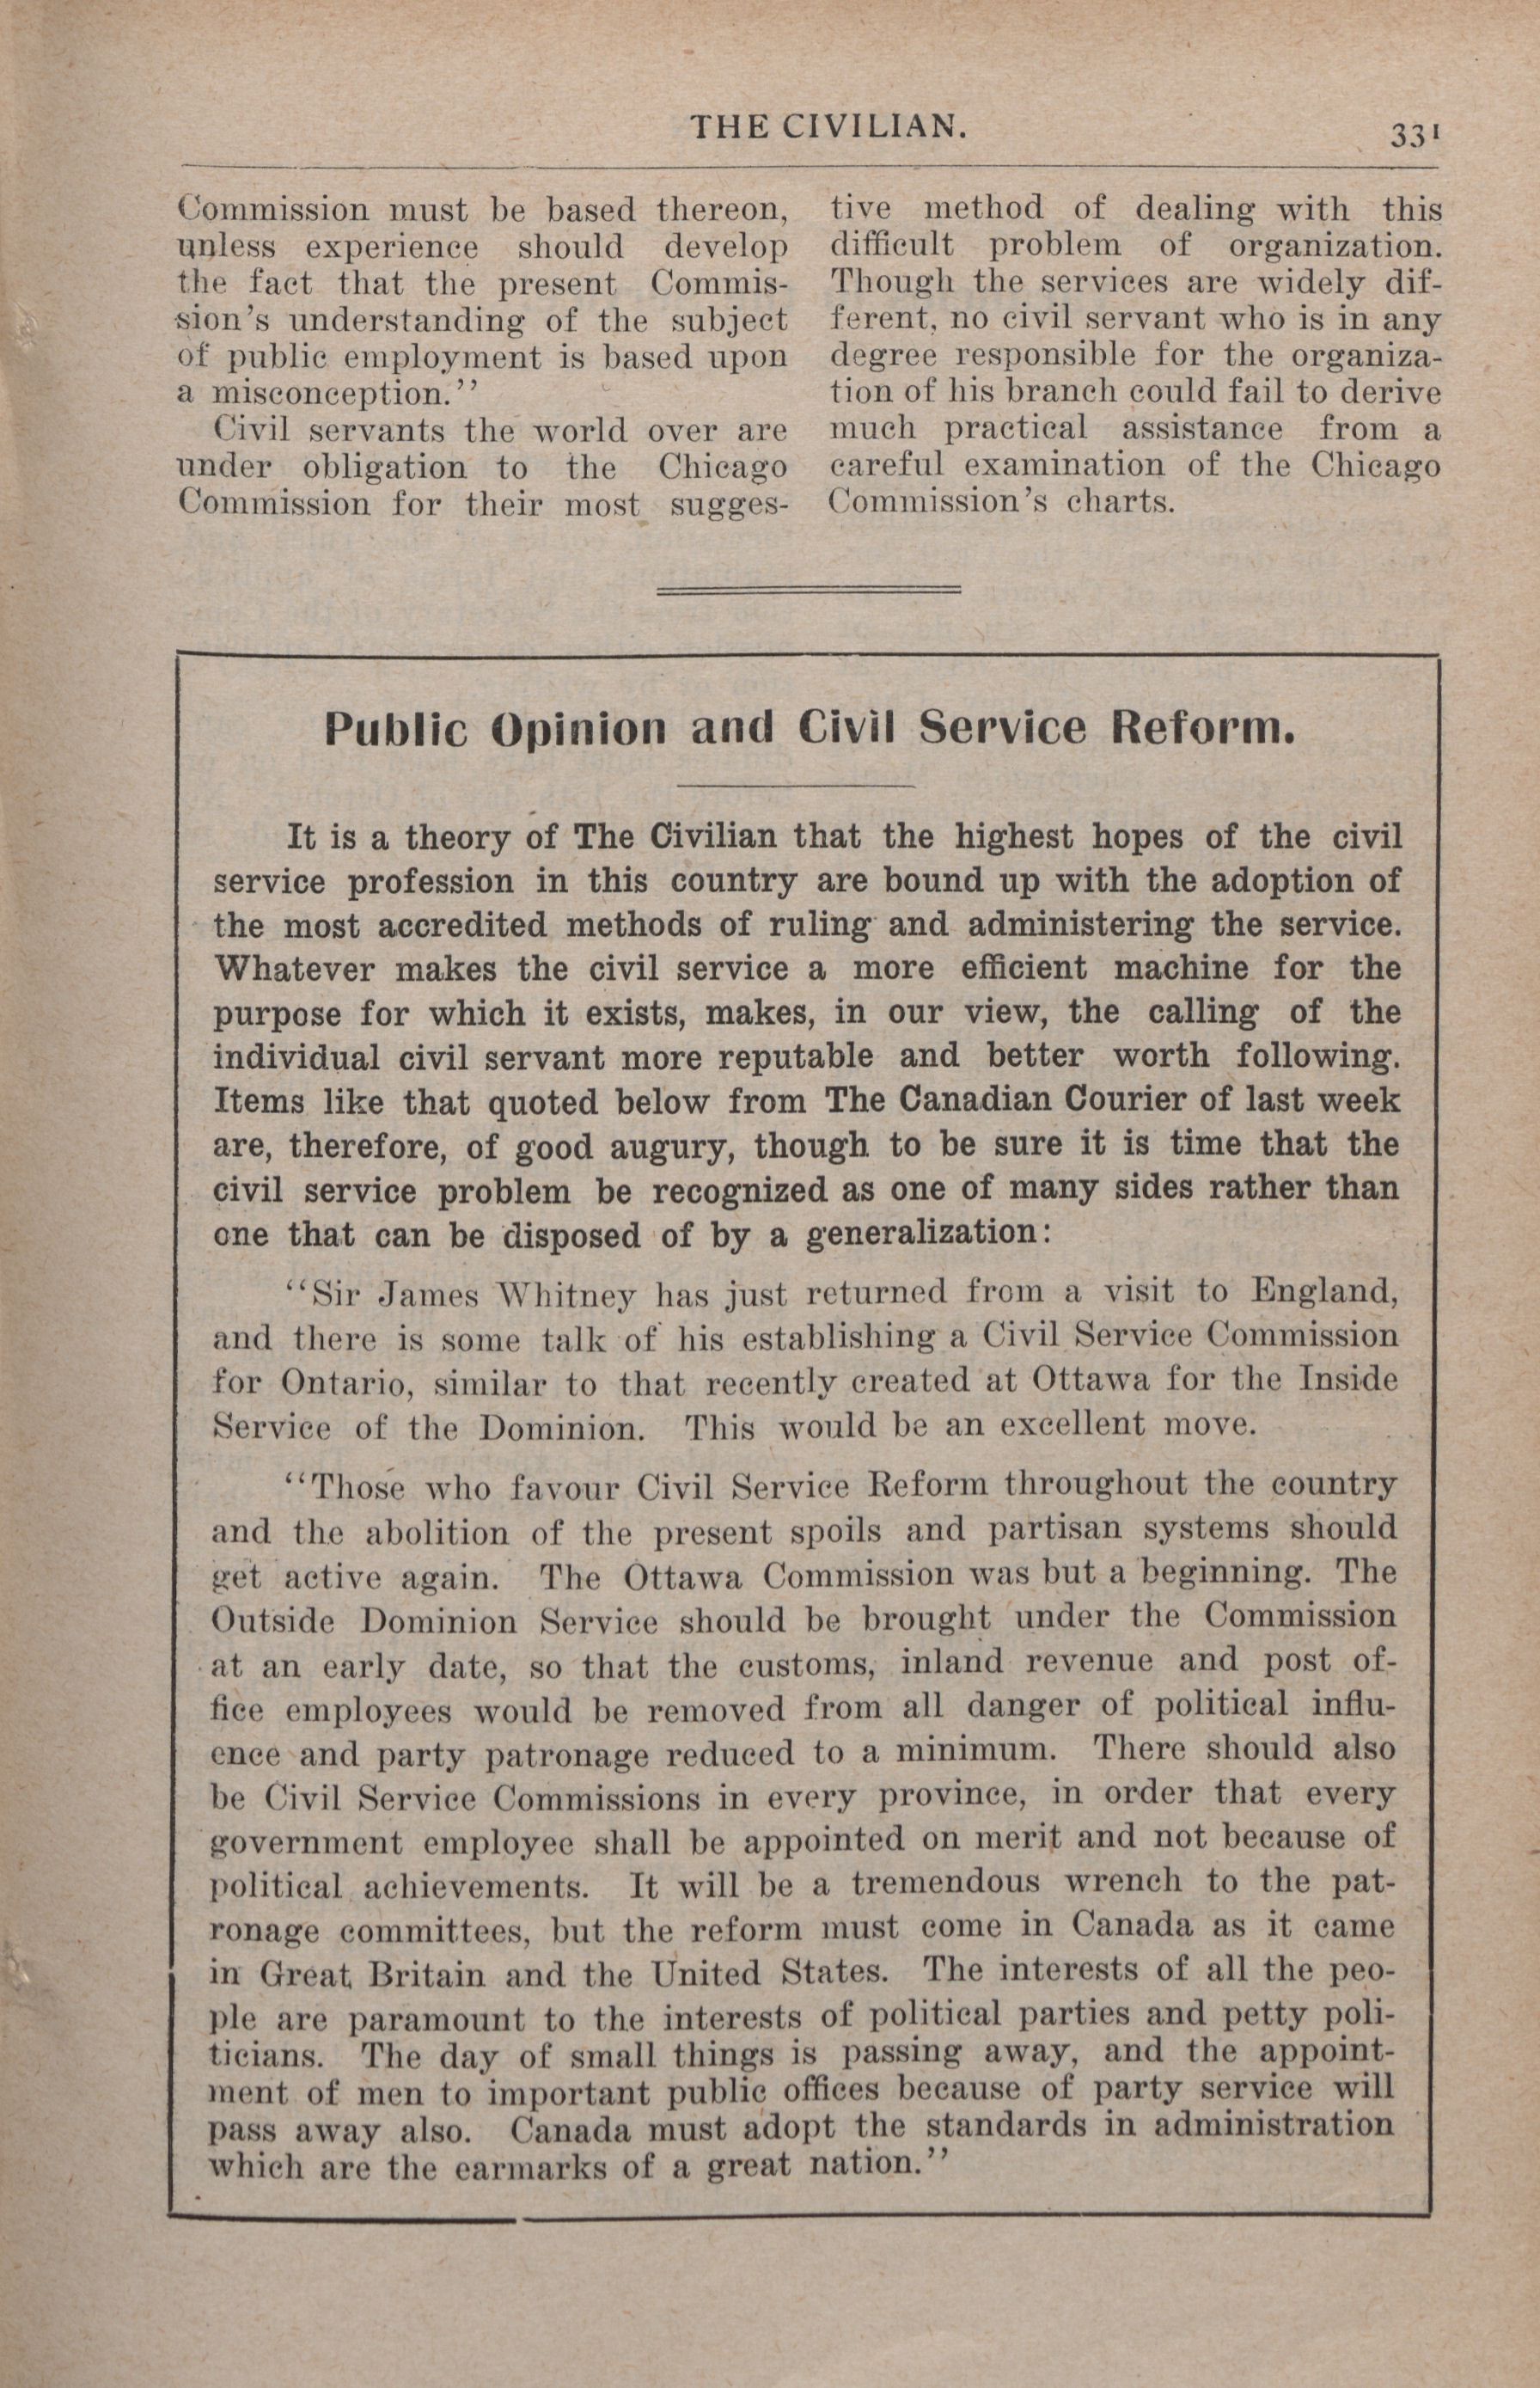 THE CIVILIAN.
331
Commission must be based thereon,
unless experience should develop
the fact that the present Commis-
sion's understanding of the subject
of public employment is based upon
a misconception."
Civil servants the world over are
under obligation to the Chicago
Commission for their most sugges-
tive method of dealing with this
difficult problem of organization.
Though the services are widely dif-
ferent, no civil servant who is in any
degree responsible for the organiza-
tion of his branch could fail to derive
much practical assistance from a
careful examination of the Chicago
Commission's charts.
Public Opinion and Civil Service Reform.
It is a theory of The Civilian that the highest hopes of the civil
service profession in this country are bound up with the adoption of
the most accredited methods of ruling and administering the service.
Whatever makes the civil service a more efficient machine for the
purpose for which it exists, makes, in our view, the calling of the
individual civil servant more reputable and better worth following.
Items like that quoted below from The Canadian Courier of last week
are, therefore, of good augury, though to be sure it is time that the
civil service problem be recognized as one of many sides rather than
one that can be disposed of by a generalization:
"Sir James Whitney has just returned from a visit to England,
and there is some talk of his establishing a Civil Service Commission
for Ontario, similar to that recently created at Ottawa for the Inside
Service of the Dominion. This would be an excellent move.
"Those who favour Civil Service Reform throughout the country
and the abolition of the present spoils and partisan systems should
get active again. The Ottawa Commission was but a beginning. The
Outside Dominion Service should be brought under the Commission
at an early date, so that the customs, inland revenue and post of-
fice employees would be removed from all danger of political influ-
ence and party patronage reduced to a minimum. There should also
be Civil Service Commissions in every province, in order that every
government employee shall be appointed on merit and not because of
political achievements. It will be a tremendous wrench to the pat-
ronage committees, but the reform must come in Canada as it came
in Great Britain and the United States. The interests of all the peo-
ple are paramount to the interests of political parties and petty poli-
ticians. The day of small things is passing away, and the appoint-
ment of men to important public offices because of party service will
pass away also. Canada must adopt the standards in administration
which are the earmarks of a great nation."